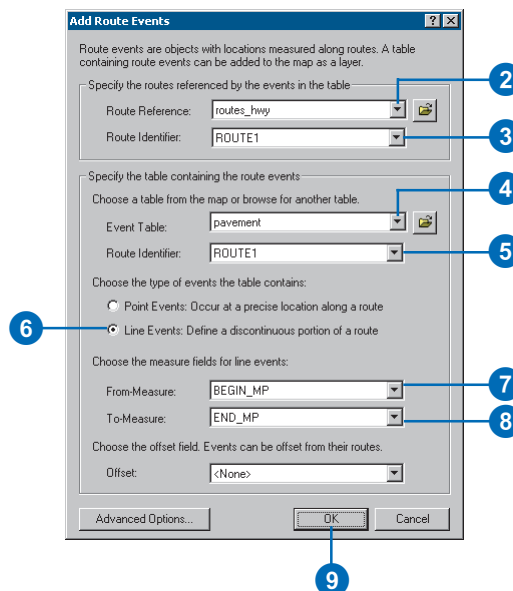 Add Route Events
?
Route events are objects with locations measured along routes. A table
containing route events can be added to the map as a layer.
Specify the routes referenced by the events in the table
Route Reference: routes_hwy
2
Route Identifier: ROUTE1
3
Specify the table containing the route events
4
Choose a table from the map or browse for another table.
Event Table: pavement
Route Identifier: ROUTE1
5
Choose the type of events the table contains:
Point Events: Occur at a precise location along a route
6
Line Events: Define a discontinuous portion of a route
Choose the measure fields for line events:
From-Measure: BEGIN_MP
7
To-Measure: END_MP
8
Choose the offset field. Events can be offset from their routes.
Offset: <None>
Advanced Options... OK Cancel
9